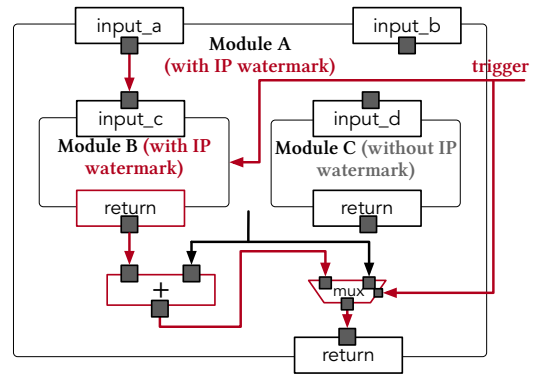 input_a
input_b
Module A
(with IP watermark)
trigger
input_c
input_d
Module B (with IP
watermark)
Module C (without IP
watermark)
return
return
+
mux
return